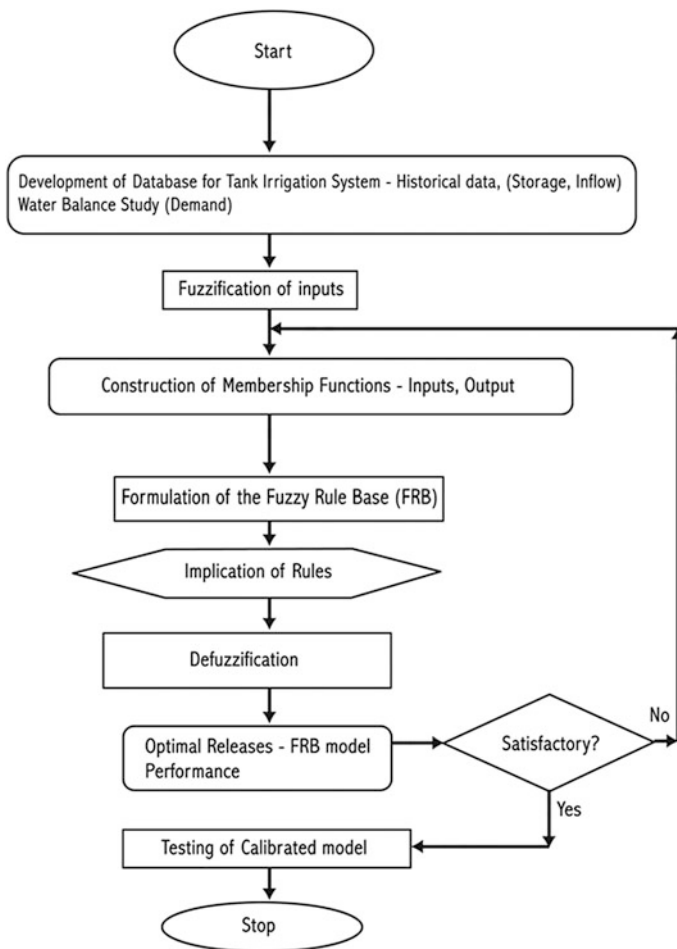 Start
Development of Database for Tank Irrigation System - Historical data, (Storage, Inflow)
Water Balance Study (Demand)
Fuzzification of inputs
Construction of Membership Functions - Inputs, Output
Formulation of the Fuzzy Rule Base (FRB)
Implication of Rules
Defuzzification
Optimal Releases - FRB model
Performance
Satisfactory?
No
Yes
Testing of Calibrated model
Stop